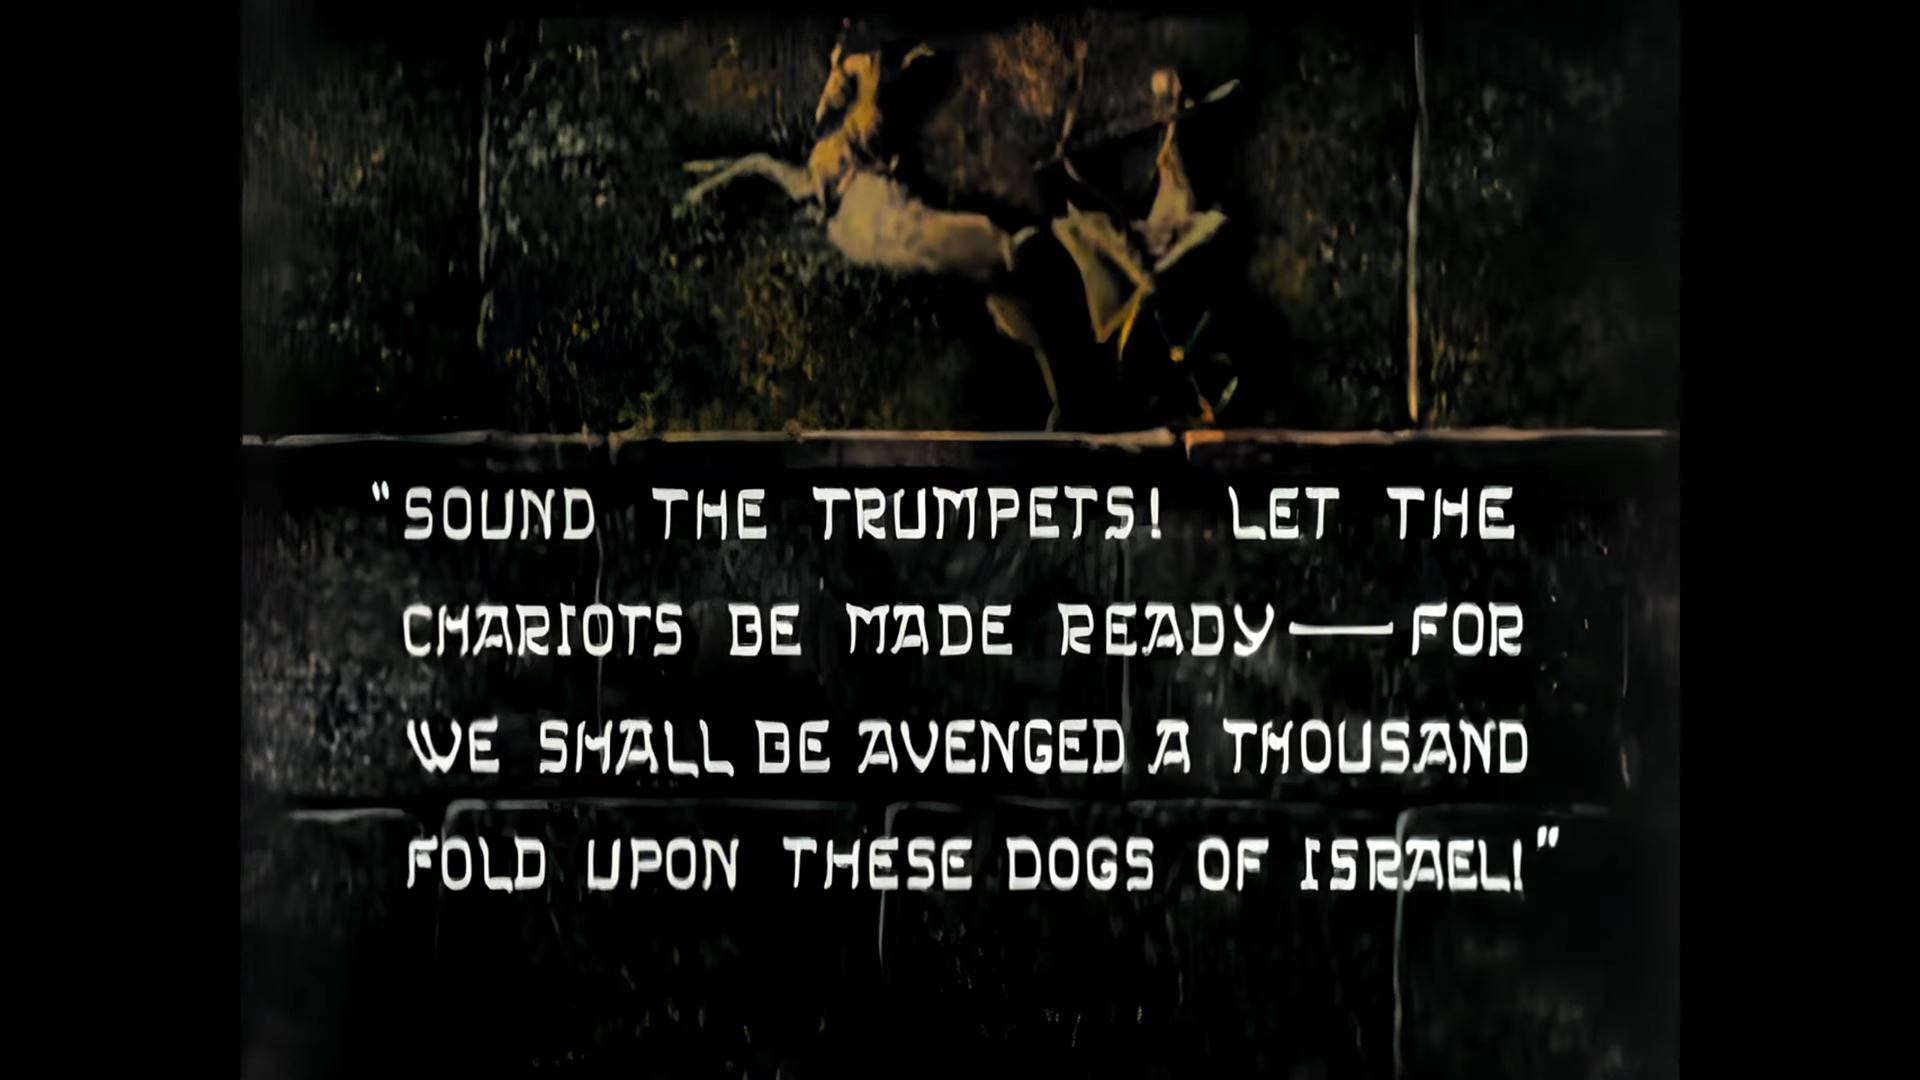 "SOUND THE TRUMPETS! LET THE
CHARIOTS BE MADE READY — FOR
WE SHALL BE AVENGED A THOUSAND
FOLD UPON THESE DOGS OF ISRAEL!"